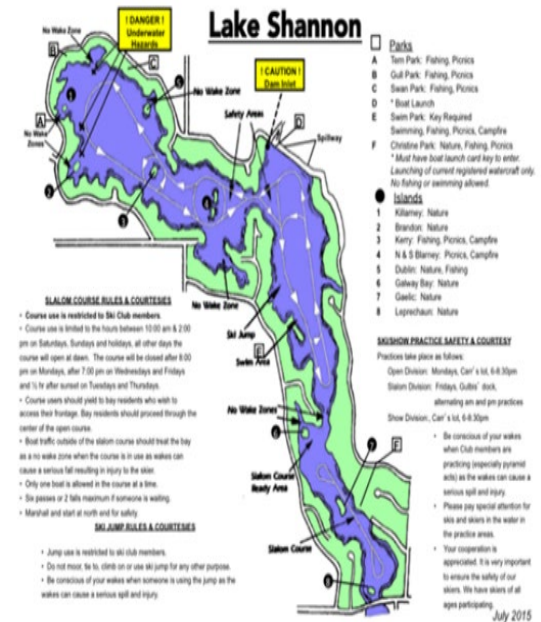 Lake Shannon
! DANGER !
Underwater
Hazards
No Wake Zone
B
C
5
No Wake Zone
! CAUTION !
Dam Inlet
Safety Areas
D
Spillway
1
A
No Wake
Zones
2
3
4
No Wake Zone
Ski Jump
Swim Area
E
No Wake Zones
6
7
F
Slalom Course
Ready Area
Slalom Course
8
Parks
A Tern Park: Fishing, Picnics
B Gull Park: Fishing, Picnics
C Swan Park: Fishing, Picnics
D * Boat Launch
E Swim Park: Key Required
Swimming, Fishing, Picnics, Campfire
F Christine Park: Nature, Fishing, Picnics
* Must have boat launch card key to enter.
Launching of current registered watercraft only.
No fishing or swimming allowed.
Islands
1 Killarney: Nature
2 Brandon: Nature
3 Kerry: Fishing, Picnics, Campfire
4 N & S Blarney: Picnics, Campfire
5 Dublin: Nature, Fishing
6 Galway Bay: Nature
7 Gaelic: Nature
8 Leprechaun: Nature
SLALOM COURSE RULES & COURTESIES
• Course use is restricted to Ski Club members.
• Course use is limited to the hours between 10:00 am & 2:00
pm on Saturdays, Sundays and holidays, all other days the
course will open at dawn. The course will be closed after 8:00
pm on Mondays, after 7:00 pm on Wednesdays and Fridays
and ½ hr after sunset on Tuesdays and Thursdays.
• Course users should yield to bay residents who wish to
access their frontage. Bay residents should proceed through the
center of the open course.
• Boat traffic outside of the slalom course should treat the bay
as a no wake zone when the course is in use as wakes can
cause a serious fall resulting in injury to the skier.
• Only one boat is allowed in the course at a time.
• Six passes or 2 falls maximum if someone is waiting.
• Marshall and start at north end for safety.
SKI JUMP RULES & COURTESIES
• Jump use is restricted to ski club members.
• Do not moor, tie to, climb on or use ski jump for any other purpose.
• Be conscious of your wakes when someone is using the jump as the
wakes can cause a serious spill and injury.
SKI/SHOW PRACTICE SAFETY & COURTESY
Practices take place as follows:
Open Division: Mondays, Carr's lot, 6-8:30pm
Slalom Division: Fridays, Gulbis' dock,
alternating am and pm practices
Show Division:, Carr's lot, 6-8:30pm
• Be conscious of your wakes
when Club members are
practicing (especially pyramid
acts) as the wakes can cause a
serious spill and injury.
• Please pay special attention for
skis and skiers in the water in
the practice areas.
• Your cooperation is
appreciated. It is very important
to ensure the safety of our
skiers. We have skiers of all
ages participating.
July 2015